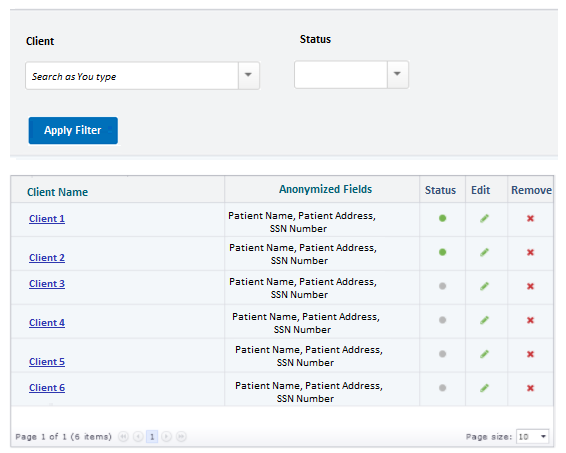 Client
Status
Search as You type
Apply Filter
Client Name Anonymized Fields Status Edit Remove
Client 1 Patient Name, Patient Address,
SSN Number
Client 2 Patient Name, Patient Address,
SSN Number
Client 3 Patient Name, Patient Address,
SSN Number
Client 4 Patient Name, Patient Address,
SSN Number
Client 5 Patient Name, Patient Address,
SSN Number
Client 6 Patient Name, Patient Address,
SSN Number
Page 1 of 1 (6 items) 1 Page size: 10